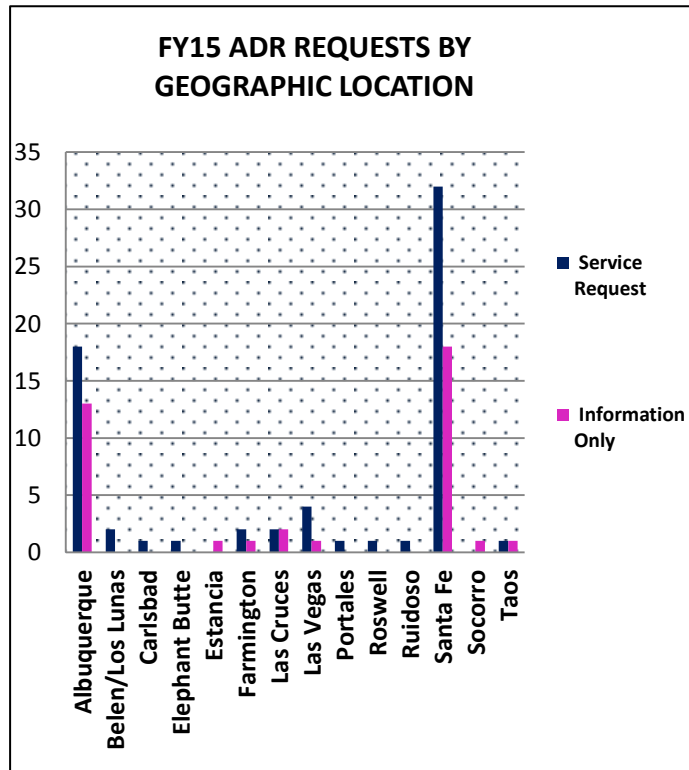 FY15 ADR REQUESTS BY
GEOGRAPHIC LOCATION
35
30
25
20
15
10
5
0
Service
Request
Information
Only
Albuquerque
Belen/Los Lunas
Carlsbad
Elephant Butte
Estancia
Farmington
Las Cruces
Las Vegas
Portales
Roswell
Ruidoso
Santa Fe
Socorro
Taos